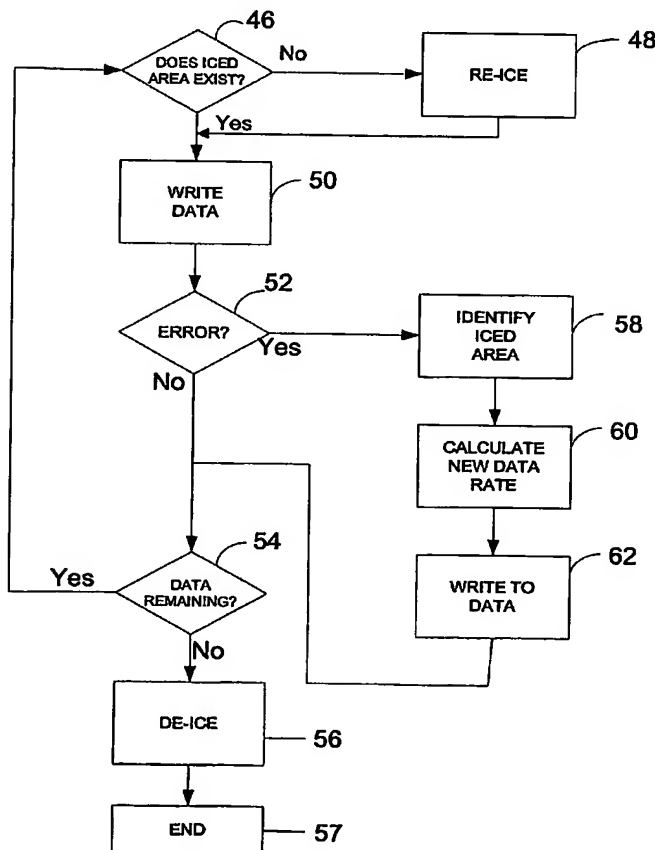 46
DOES ICED
AREA EXIST?
No
48
RE-ICE
Yes
WRITE
DATA
50
52
ERROR?
Yes
No
IDENTIFY
ICED
AREA
58
CALCULATE
NEW DATA
RATE
60
54
Yes
DATA
REMAINING?
No
WRITE TO
DATA
62
DE-ICE
56
END
57